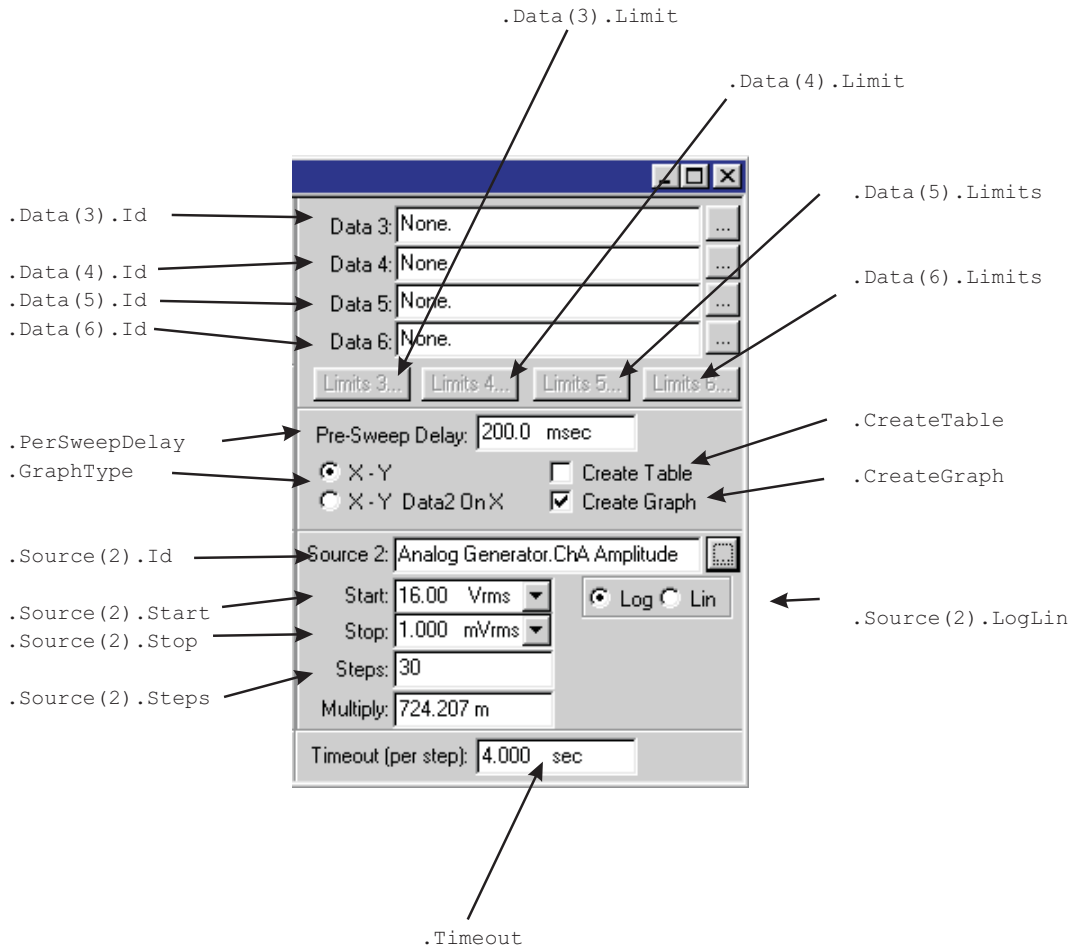 .Data(3).Limit
.Data(4).Limit
.Data(5).Limits
.Data(3).Id
Data 3: None. ...
.Data(4).Id
Data 4: None. ...
.Data(6).Limits
.Data(5).Id
Data 5: None. ...
.Data(6).Id
Data 6: None. ...
Limits 3... Limits 4... Limits 5... Limits 6...
.CreateTable
.PerSweepDelay
Pre-Sweep Delay: 200.0 msec
.GraphType
X - Y Create Table
.CreateGraph
X - Y Data2 On X Create Graph
.Source(2).Id
Source 2: Analog Generator.ChA Amplitude
.Source(2).Start
Start: 16.00 Vrms Log Lin
.Source(2).LogLin
.Source(2).Stop
Stop: 1.000 mVrms
.Source(2).Steps
Steps: 30
Multiply: 724.207 m
Timeout (per step): 4.000 sec
.Timeout